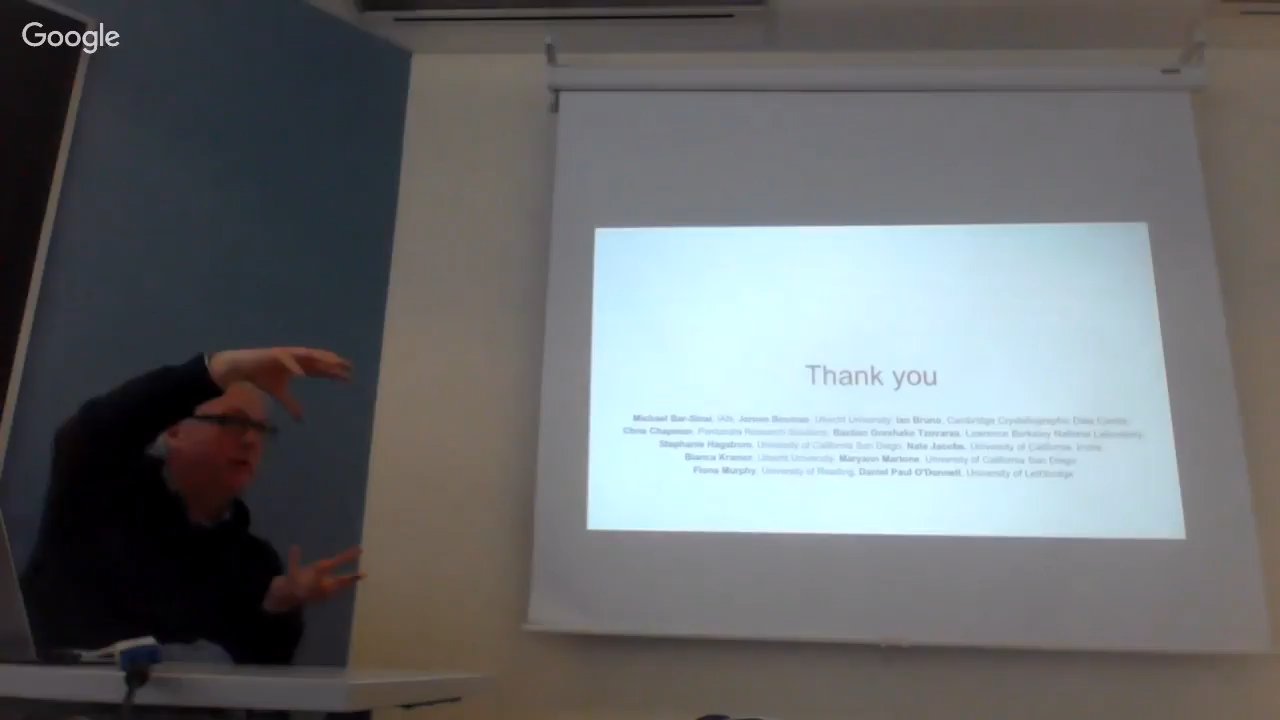 Google
Thank you
Michael Bar-Sinai, IAN, Jeroen Bosman, Utrecht University, Ian Bruno, Cambridge Crystallographic Data Centre,
Chris Chapman, Pentandra Research Solutions, Bastian Greshake Tzovaras, Lawrence Berkeley National Laboratory,
Stephanie Hagstrom, University of California San Diego, Nate Jacobs, University of California, Irvine
Bianca Kramer, Utrecht University, Maryann Martone, University of California San Diego
Fiona Murphy, University of Reading, Daniel Paul O'Donnell, University of Lethbridge